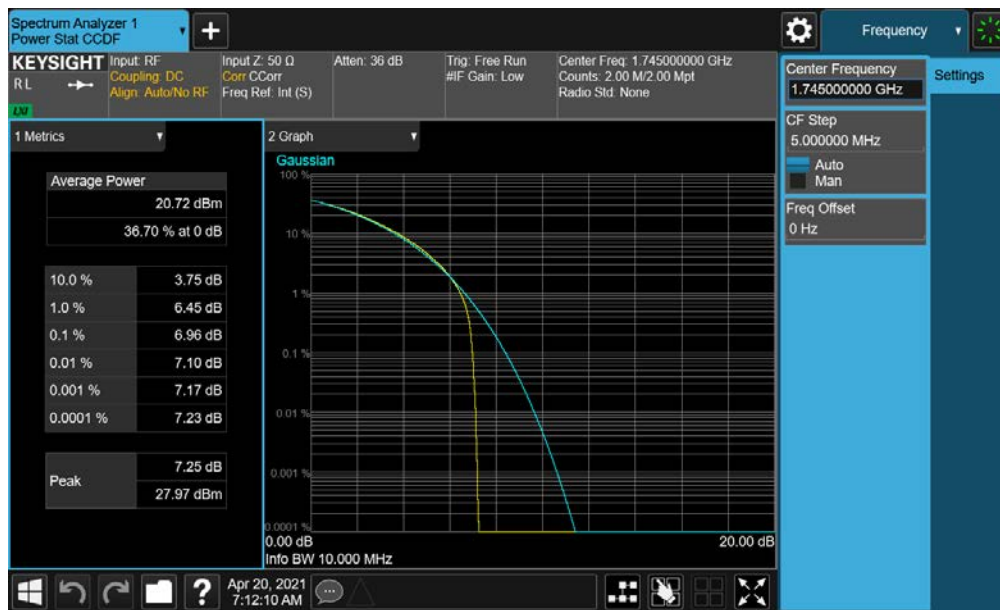 Spectrum Analyzer 1
Power Stat CCDF
+
Frequency
KEYSIGHT
RL
LXI
Input: RF
Coupling: DC
Align: Auto/No RF
Input Z: 50 Ω
Corr CCorr
Freq Ref: Int (S)
Atten: 36 dB
Trig: Free Run
#IF Gain: Low
Center Freq: 1.745000000 GHz
Counts: 2.00 M/2.00 Mpt
Radio Std: None
Center Frequency
1.745000000 GHz
Settings
CF Step
5.000000 MHz
Auto
Man
Freq Offset
0 Hz
1 Metrics
Average Power
20.72 dBm
36.70 % at 0 dB
10.0 % 3.75 dB
1.0 % 6.45 dB
0.1 % 6.96 dB
0.01 % 7.10 dB
0.001 % 7.17 dB
0.0001 % 7.23 dB
Peak
7.25 dB
27.97 dBm
2 Graph
Gaussian
100 %
10 %
1 %
0.1 %
0.01 %
0.001 %
0.0001 %
0.00 dB
20.00 dB
Info BW 10.000 MHz
?
Apr 20, 2021
7:12:10 AM